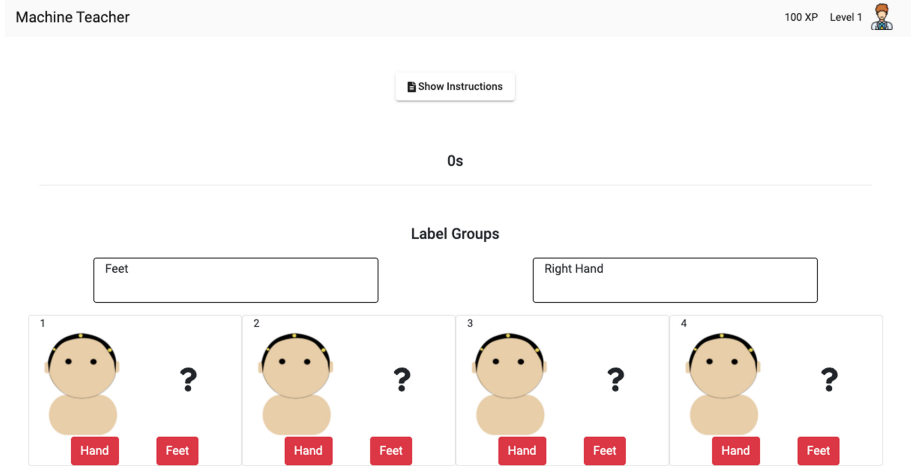 Machine Teacher 100 XP Level 1
Show Instructions
0s
Label Groups
Feet Right Hand
1 2 3 4
? ? ? ?
Hand Feet Hand Feet Hand Feet Hand Feet